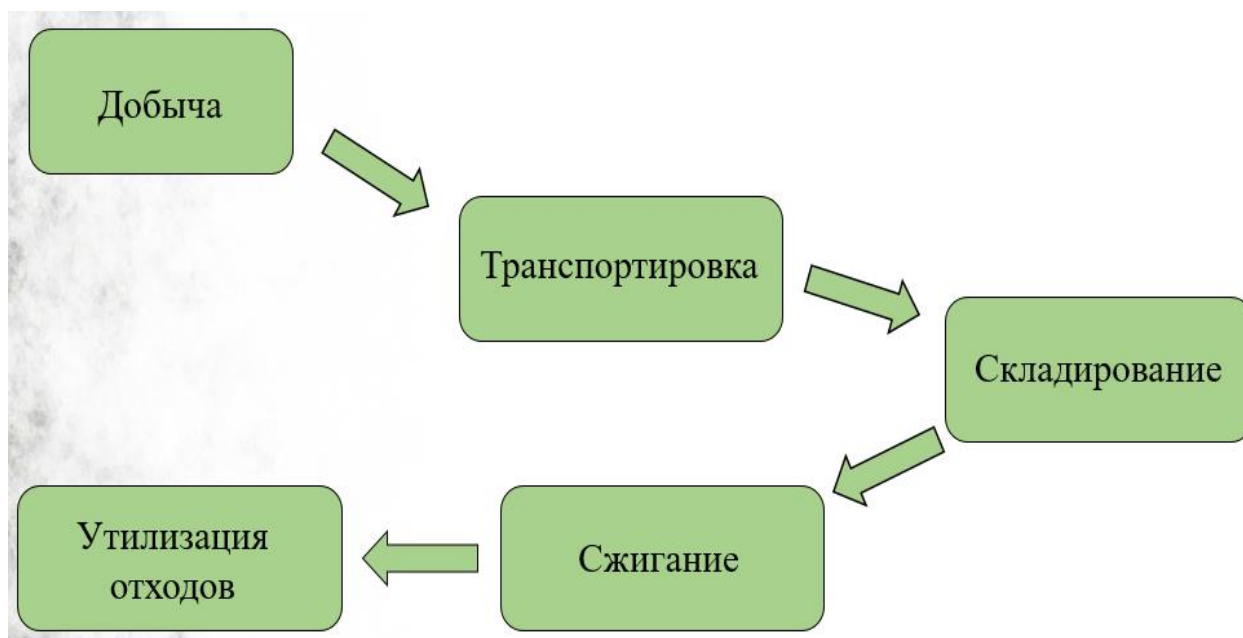 Добыча
Транспортировка
Складирование
Сжигание
Утилизация
отходов